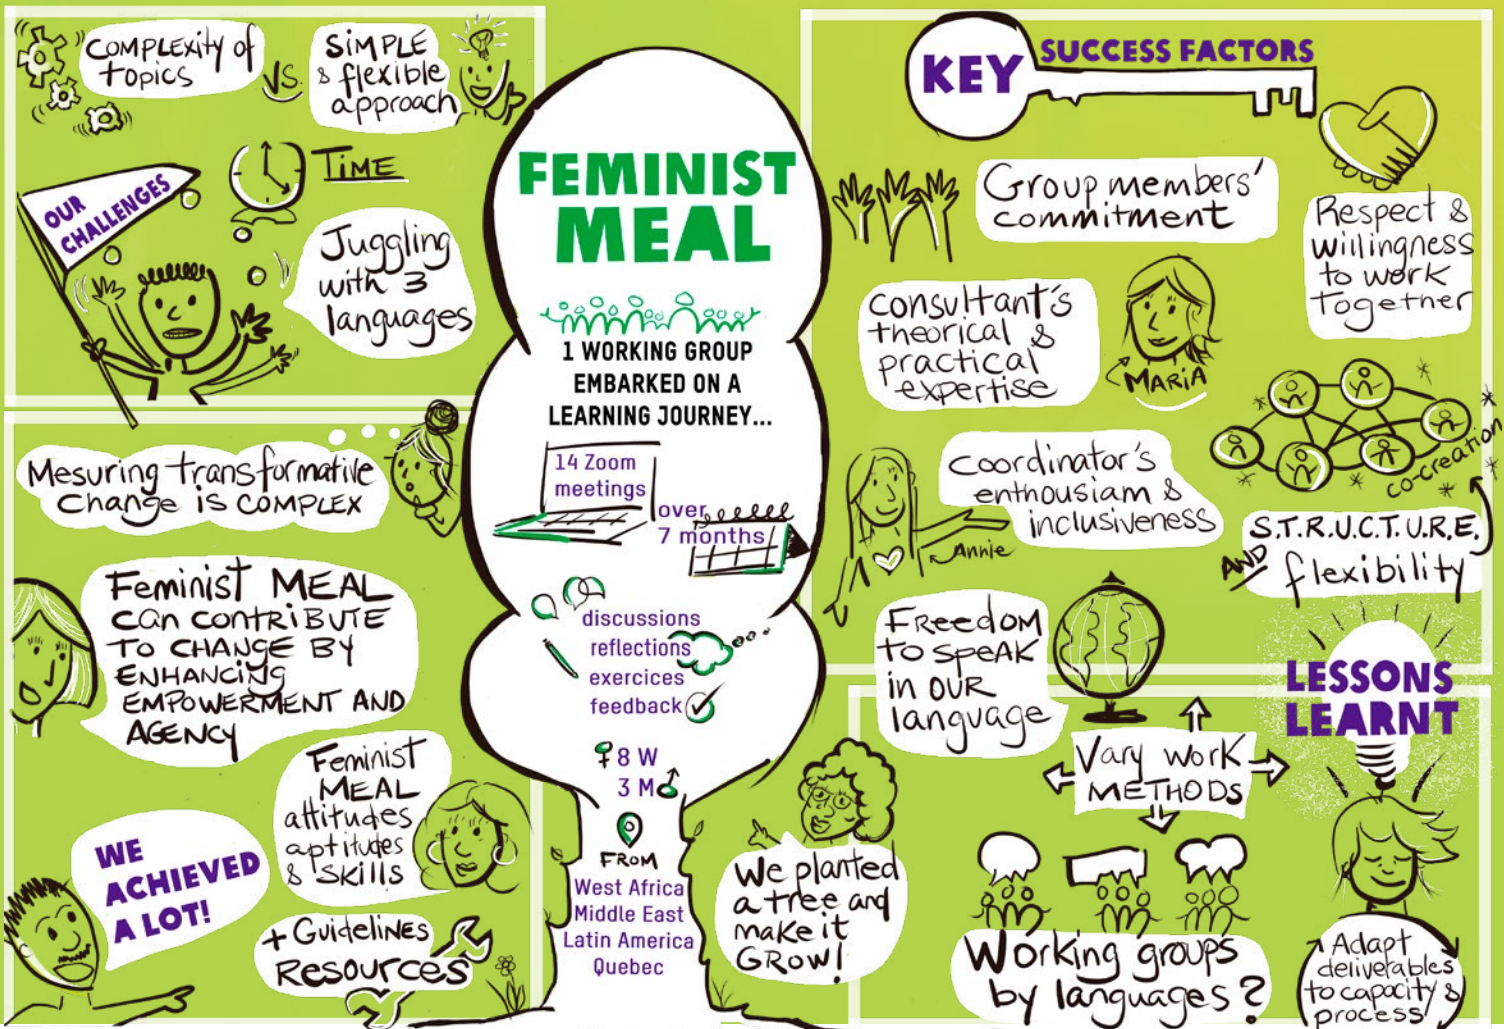 COMPLEXITY of
topics
VS.
SIMPLE
& flexible
approach
OUR
CHALLENGES
TIME
Juggling
with 3
languages
Mesuring transformative
Change is COMPLEX
Feminist MEAL
can CONTRIBUTE
TO CHANGE BY
ENHANCING
EMPOWERMENT AND
AGENCY
Feminist
MEAL
attitudes
aptitudes
& SKILLS
WE
ACHIEVED
A LOT!
+ GuideliNES
Resources
FEMINIST
MEAL
1 WORKING GROUP
EMBARKED ON A
LEARNING JOURNEY...
14 Zoom
meetings
over
7 months
discussions
reflections
exercices
feedback
8 W
3 M
FROM
West Africa
Middle East
Latin America
Quebec
We planted
a tree and
make it
GROW!
KEY
SUCCESS FACTORS
Group members'
commitment
Respect &
willingness
to work
together
consultant's
theorical &
practical
expertise
MARiA
co-creation
coordinator's
enthousiam &
inclusiveness
Annie
S.T.R.U.C.T.U.R.E.
AND
flexibility
FReedom
to speak
in our
language
LESSONS
LEARNT
Vary work
METHODS
Working groups
by languages?
Adapt
deliverables
to capacity &
process